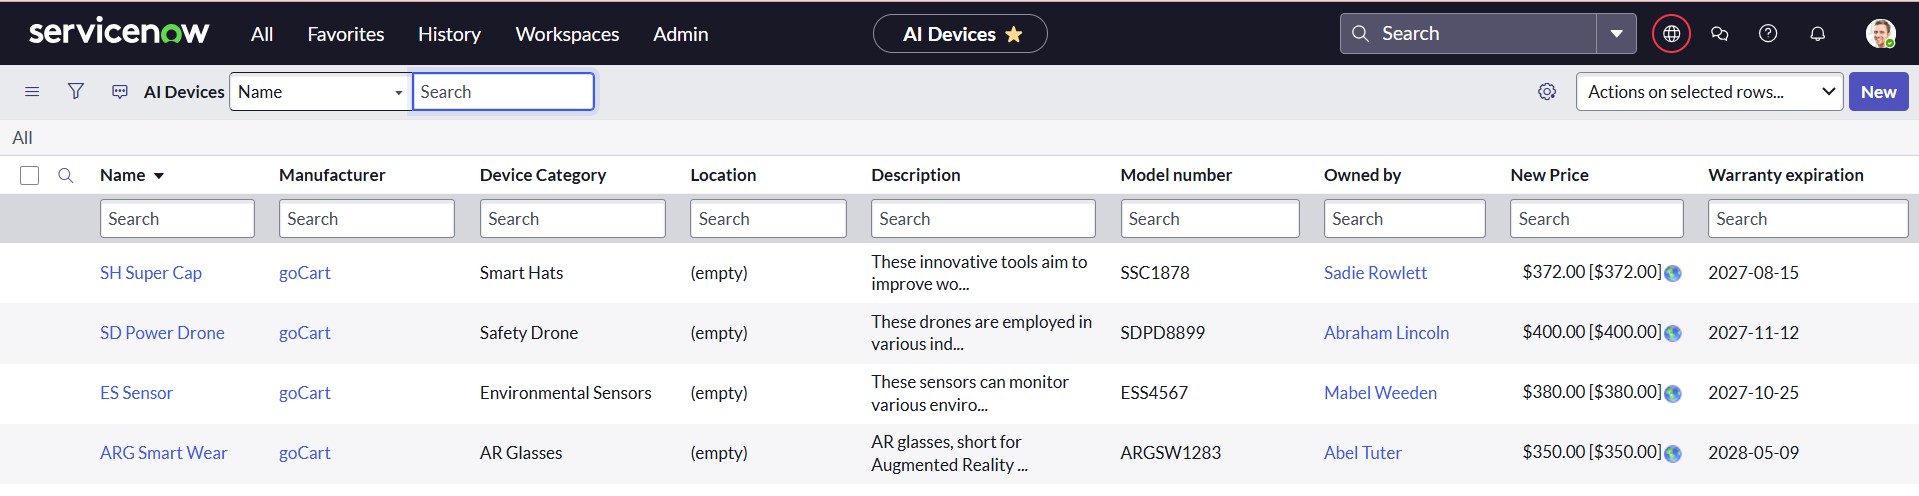 servicenow All Favorites History Workspaces Admin AI Devices Search
AI Devices Name Search Actions on selected rows... New
All
Name Manufacturer Device Category Location Description Model number Owned by New Price Warranty expiration
Search Search Search Search Search Search Search Search Search
SH Super Cap goCart Smart Hats (empty) These innovative tools aim to improve wo... SSC1878 Sadie Rowlett $372.00 [$372.00] 2027-08-15
SD Power Drone goCart Safety Drone (empty) These drones are employed in various ind... SDPD8899 Abraham Lincoln $400.00 [$400.00] 2027-11-12
ES Sensor goCart Environmental Sensors (empty) These sensors can monitor various enviro... ESS4567 Mabel Weeden $380.00 [$380.00] 2027-10-25
ARG Smart Wear goCart AR Glasses (empty) AR glasses, short for Augmented Reality ... ARGSW1283 Abel Tuter $350.00 [$350.00] 2028-05-09